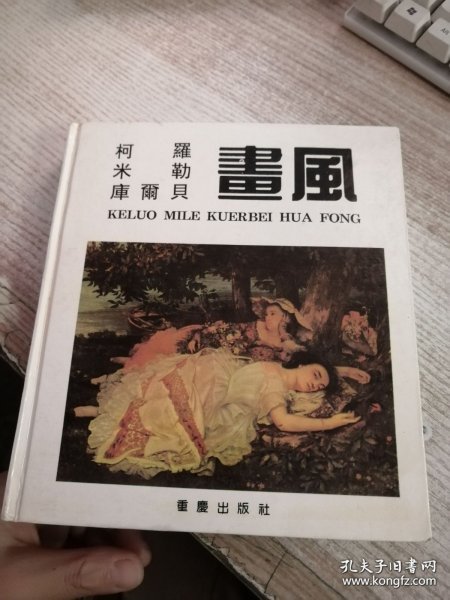 柯羅
米勒
庫爾貝
畫風
KELUO MILE KUERBEI HUA FONG
重慶出版社
孔夫子旧书网
www.kongfz.com